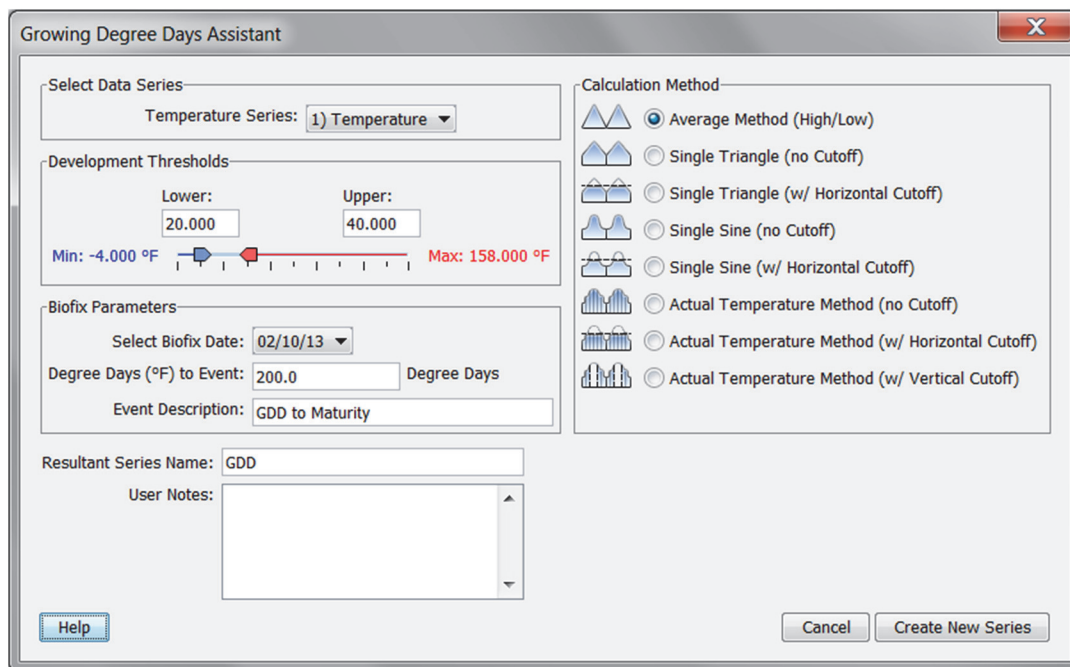 Growing Degree Days Assistant
X
Select Data Series
Temperature Series: 1) Temperature
Development Thresholds
Lower: Upper:
20.000 40.000
Min: -4.000 ºF Max: 158.000 ºF
Biofix Parameters
Select Biofix Date: 02/10/13
Degree Days (°F) to Event: 200.0 Degree Days
Event Description: GDD to Maturity
Resultant Series Name: GDD
User Notes:
Calculation Method
Average Method (High/Low)
Single Triangle (no Cutoff)
Single Triangle (w/ Horizontal Cutoff)
Single Sine (no Cutoff)
Single Sine (w/ Horizontal Cutoff)
Actual Temperature Method (no Cutoff)
Actual Temperature Method (w/ Horizontal Cutoff)
Actual Temperature Method (w/ Vertical Cutoff)
Help Cancel Create New Series